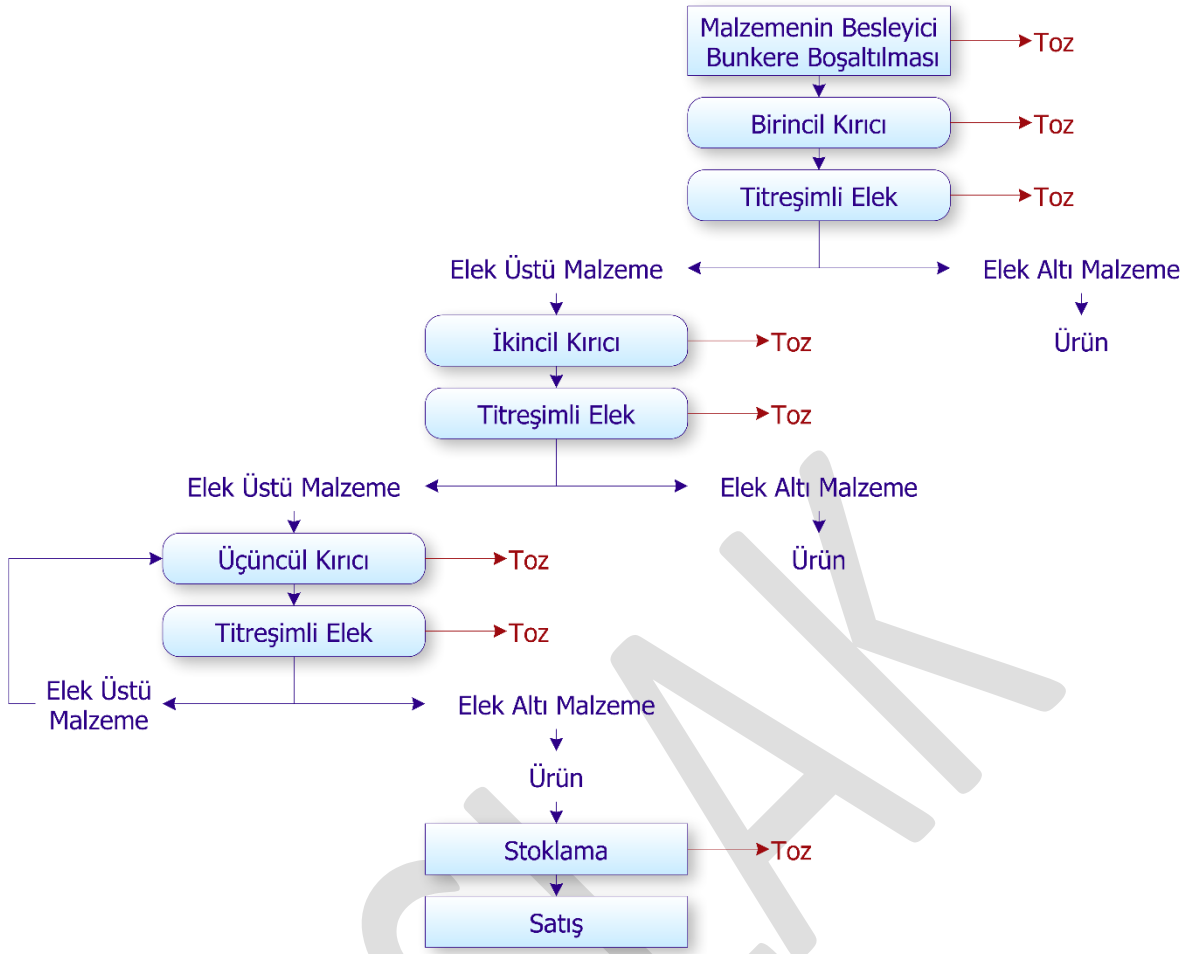 Malzemenin Besleyici
Bunkere Boşaltılması
Toz
Birincil Kırıcı
Toz
Titreşimli Elek
Toz
Elek Üstü Malzeme
Elek Altı Malzeme
İkincil Kırıcı
Toz
Ürün
Titreşimli Elek
Toz
Elek Üstü Malzeme
Elek Altı Malzeme
Üçüncül Kırıcı
Toz
Ürün
Titreşimli Elek
Toz
Elek Üstü
Malzeme
Elek Altı Malzeme
Ürün
Stoklama
Toz
Satış